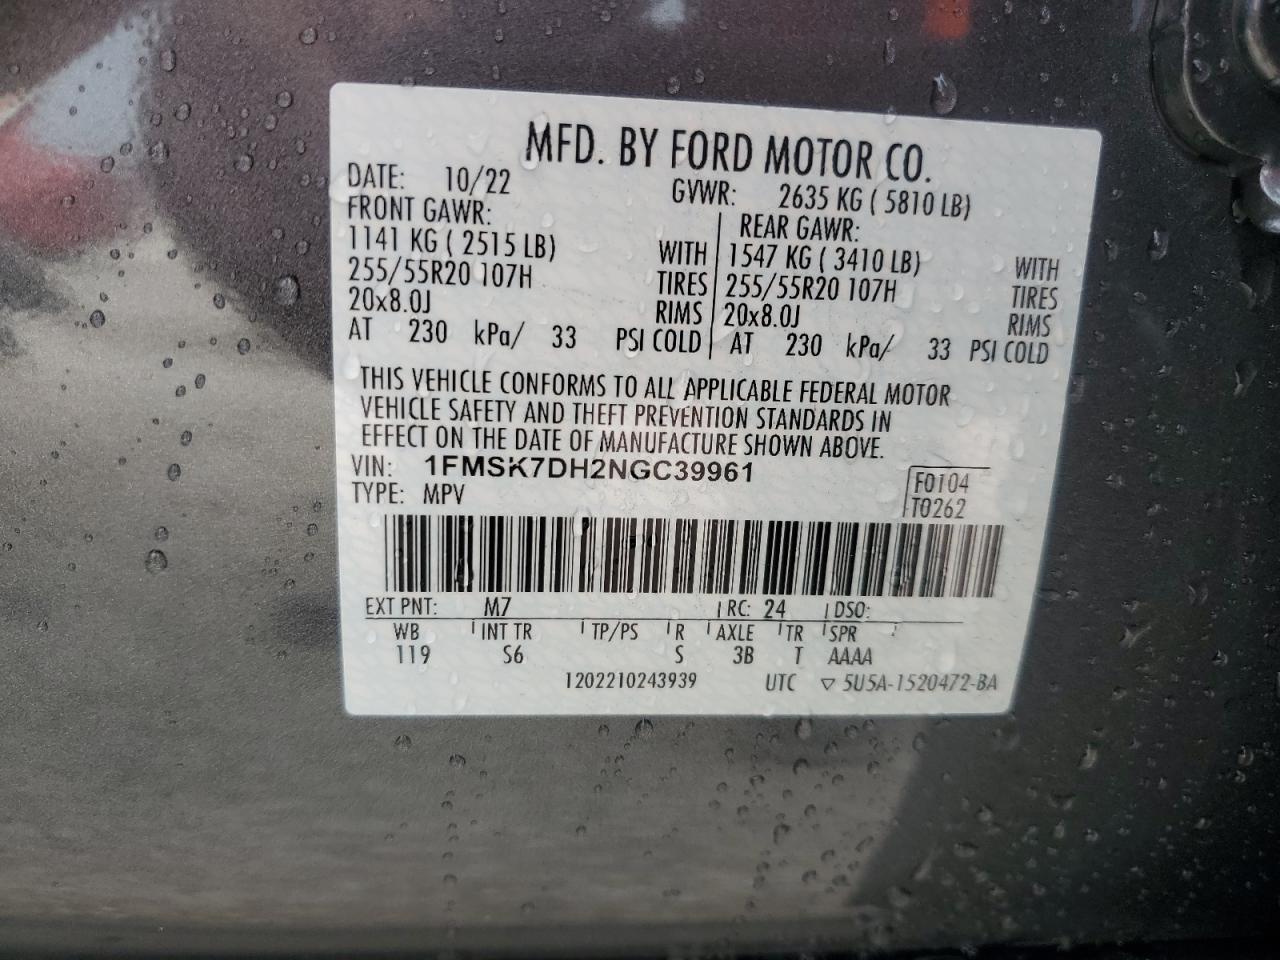 MFD. BY FORD MOTOR CO.
DATE: 10/22 GVWR: 2635 KG ( 5810 LB)
FRONT GAWR: REAR GAWR:
1141 KG ( 2515 LB) WITH 1547 KG ( 3410 LB) WITH
255/55R20 107H TIRES 255/55R20 107H TIRES
20x8.0J RIMS 20x8.0J RIMS
AT 230 kPa/ 33 PSI COLD AT 230 kPa/ 33 PSI COLD
THIS VEHICLE CONFORMS TO ALL APPLICABLE FEDERAL MOTOR
VEHICLE SAFETY AND THEFT PREVENTION STANDARDS IN
EFFECT ON THE DATE OF MANUFACTURE SHOWN ABOVE.
VIN: 1FMSK7DH2NGC39961
TYPE: MPV F0104
T0262
EXT PNT: M7 RC: 24 DSO:
WB INT TR TP/PS R AXLE TR SPR
119 S6 S 3B T AAAA
1202210243939 UTC ▽ 5U5A-1520472-BA